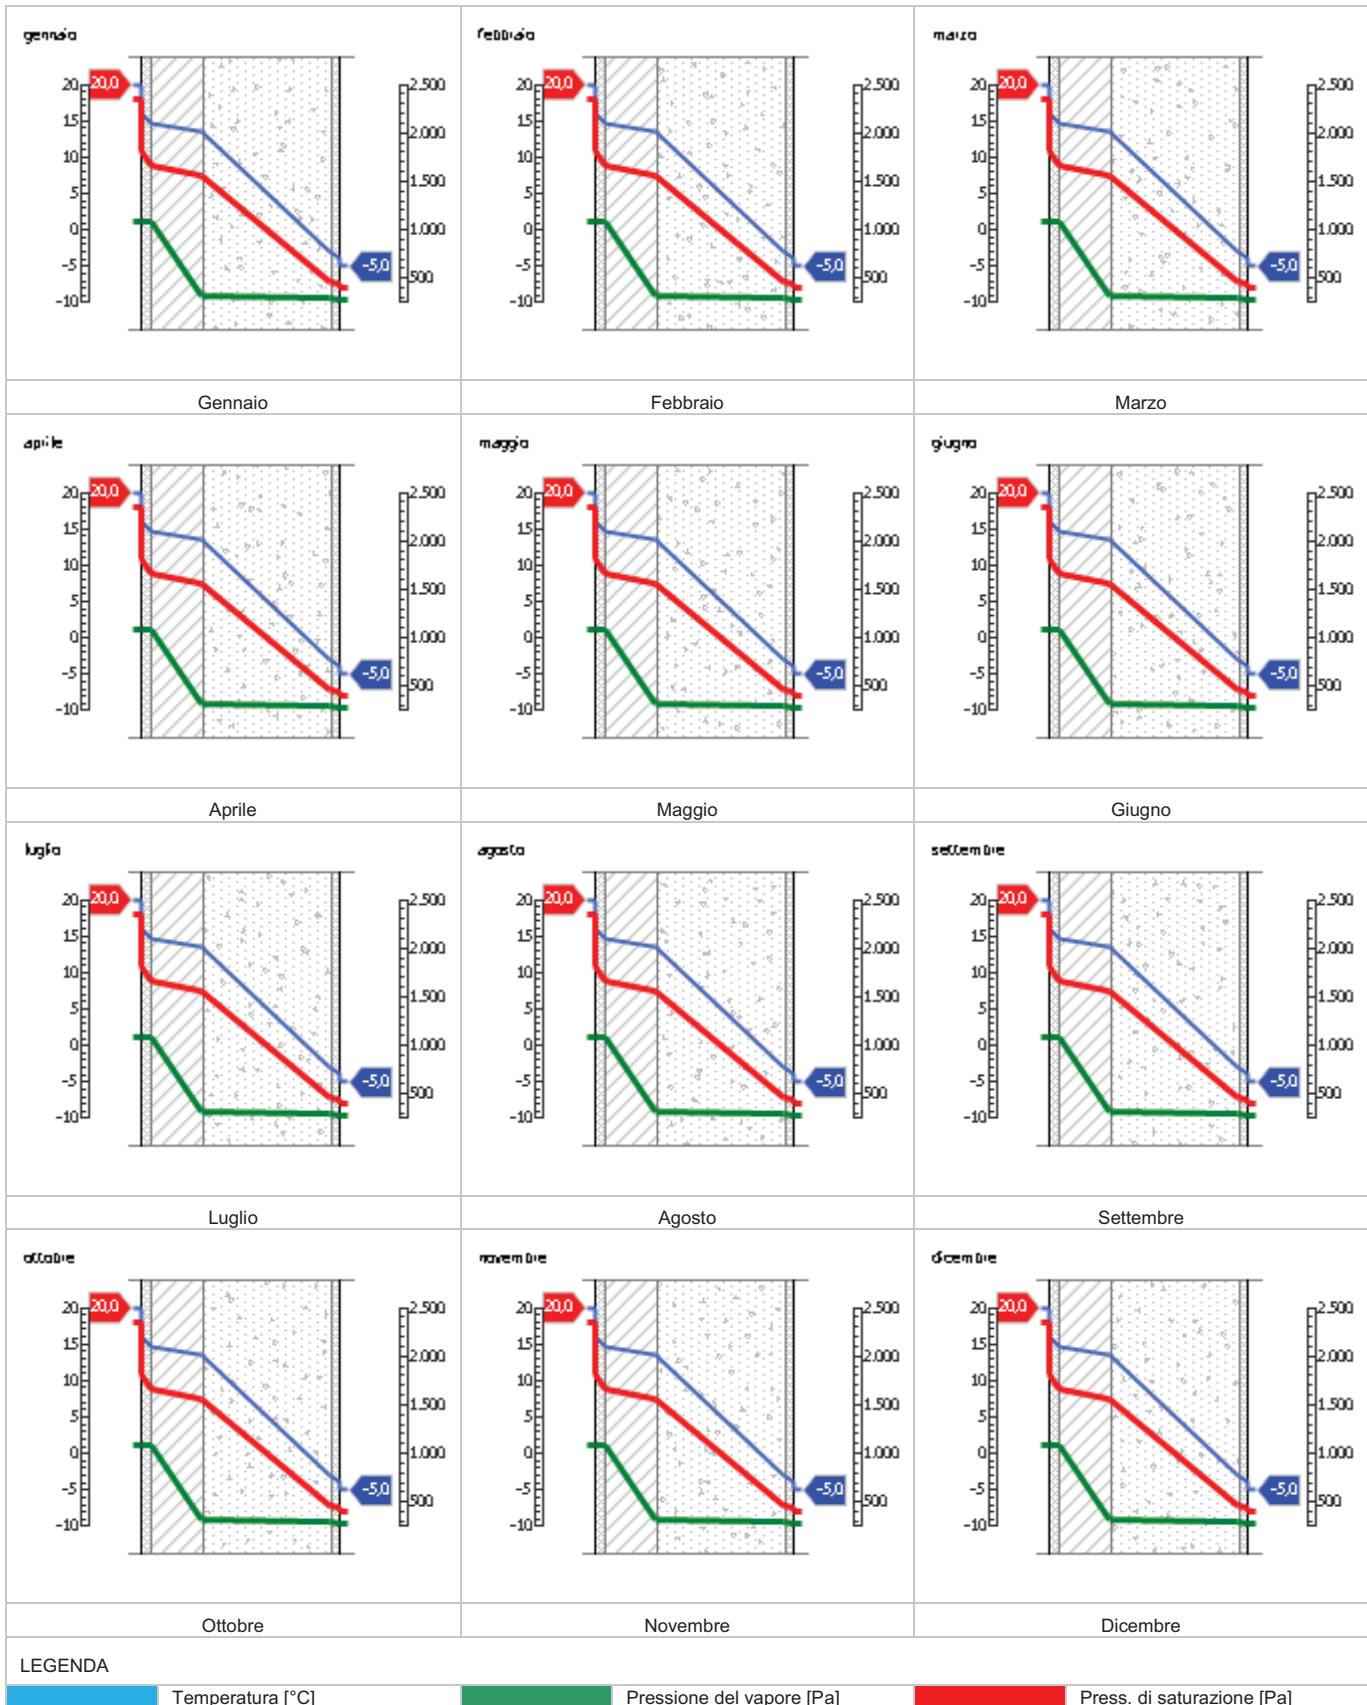 gennaio febbraio marzo
20 20,0 2.500 20 20,0 2.500 20 20,0 2.500
15 2.000 15 2.000 15 2.000
10 1.500 10 1.500 10 1.500
5 5 5
0 1.000 0 1.000 0 1.000
-5 -5,0 500 -5 -5,0 500 -5 -5,0 500
-10 -10 -10
Gennaio Febbraio Marzo
aprile maggio giugno
20 20,0 2.500 20 20,0 2.500 20 20,0 2.500
15 2.000 15 2.000 15 2.000
10 1.500 10 1.500 10 1.500
5 5 5
0 1.000 0 1.000 0 1.000
-5 -5,0 500 -5 -5,0 500 -5 -5,0 500
-10 -10 -10
Aprile Maggio Giugno
luglio agosto settembre
20 20,0 2.500 20 20,0 2.500 20 20,0 2.500
15 2.000 15 2.000 15 2.000
10 1.500 10 1.500 10 1.500
5 5 5
0 1.000 0 1.000 0 1.000
-5 -5,0 500 -5 -5,0 500 -5 -5,0 500
-10 -10 -10
Luglio Agosto Settembre
ottobre novembre dicembre
20 20,0 2.500 20 20,0 2.500 20 20,0 2.500
15 2.000 15 2.000 15 2.000
10 1.500 10 1.500 10 1.500
5 5 5
0 1.000 0 1.000 0 1.000
-5 -5,0 500 -5 -5,0 500 -5 -5,0 500
-10 -10 -10
Ottobre Novembre Dicembre
LEGENDA
Temperatura [°C] Pressione del vapore [Pa] Press. di saturazione [Pa]